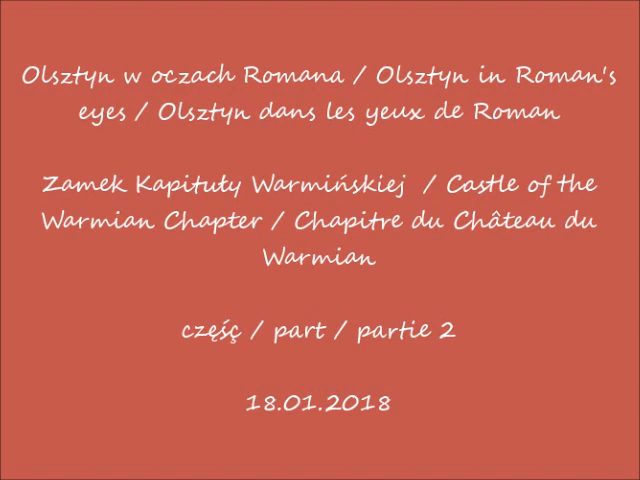 Olsztyn w oczach Romana / Olsztyn in Roman's
eyes / Olsztyn dans les yeux de Roman
Zamek Kapituły Warmińskiej / Castle of the
Warmian Chapter / Chapitre du Château du
Warmian
częśç / part / partie 2
18.01.2018